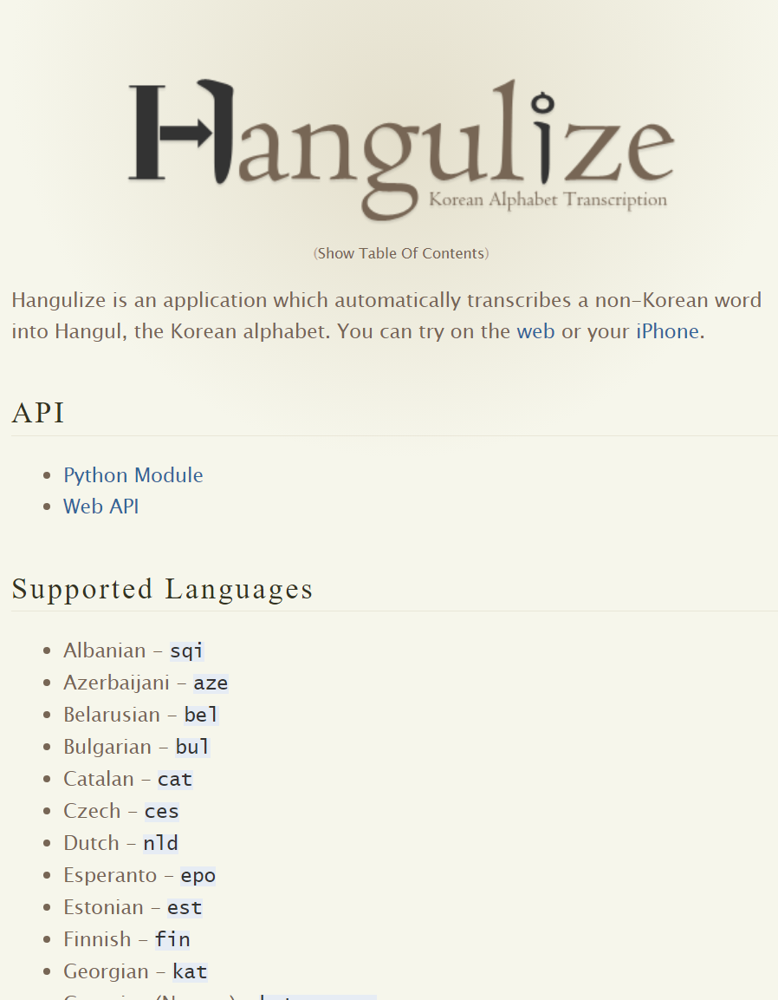 Hangulize
Korean Alphabet Transcription
(Show Table Of Contents)
Hangulize is an application which automatically transcribes a non-Korean word
into Hangul, the Korean alphabet. You can try on the web or your iPhone.
API
• Python Module
• Web API
Supported Languages
• Albanian – sqi
• Azerbaijani – aze
• Belarusian – bel
• Bulgarian – bul
• Catalan – cat
• Czech – ces
• Dutch – nld
• Esperanto – epo
• Estonian – est
• Finnish – fin
• Georgian – kat